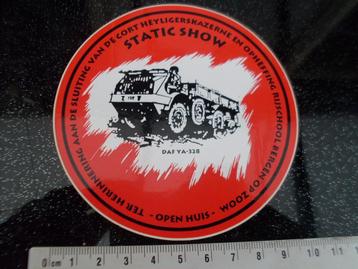 TER HERINNERING AAN DE SLUITING VAN DE CORT HEYLIGERSKAZERNE EN OPHEFFING RIJSCHOOL BERGEN OP ZOOM
STATIC SHOW
DAF YA-328
- OPEN HUIS -
0 cm 1 2 3 4 5 6 7 8 9 10 11